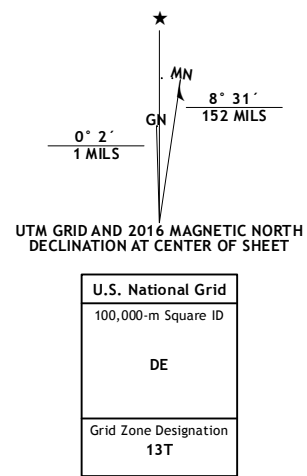 ★
MN
GN
8° 31´
152 MILS
0° 2´
1 MILS
UTM GRID AND 2016 MAGNETIC NORTH
DECLINATION AT CENTER OF SHEET
U.S. National Grid
100,000-m Square ID
DE
Grid Zone Designation
13T